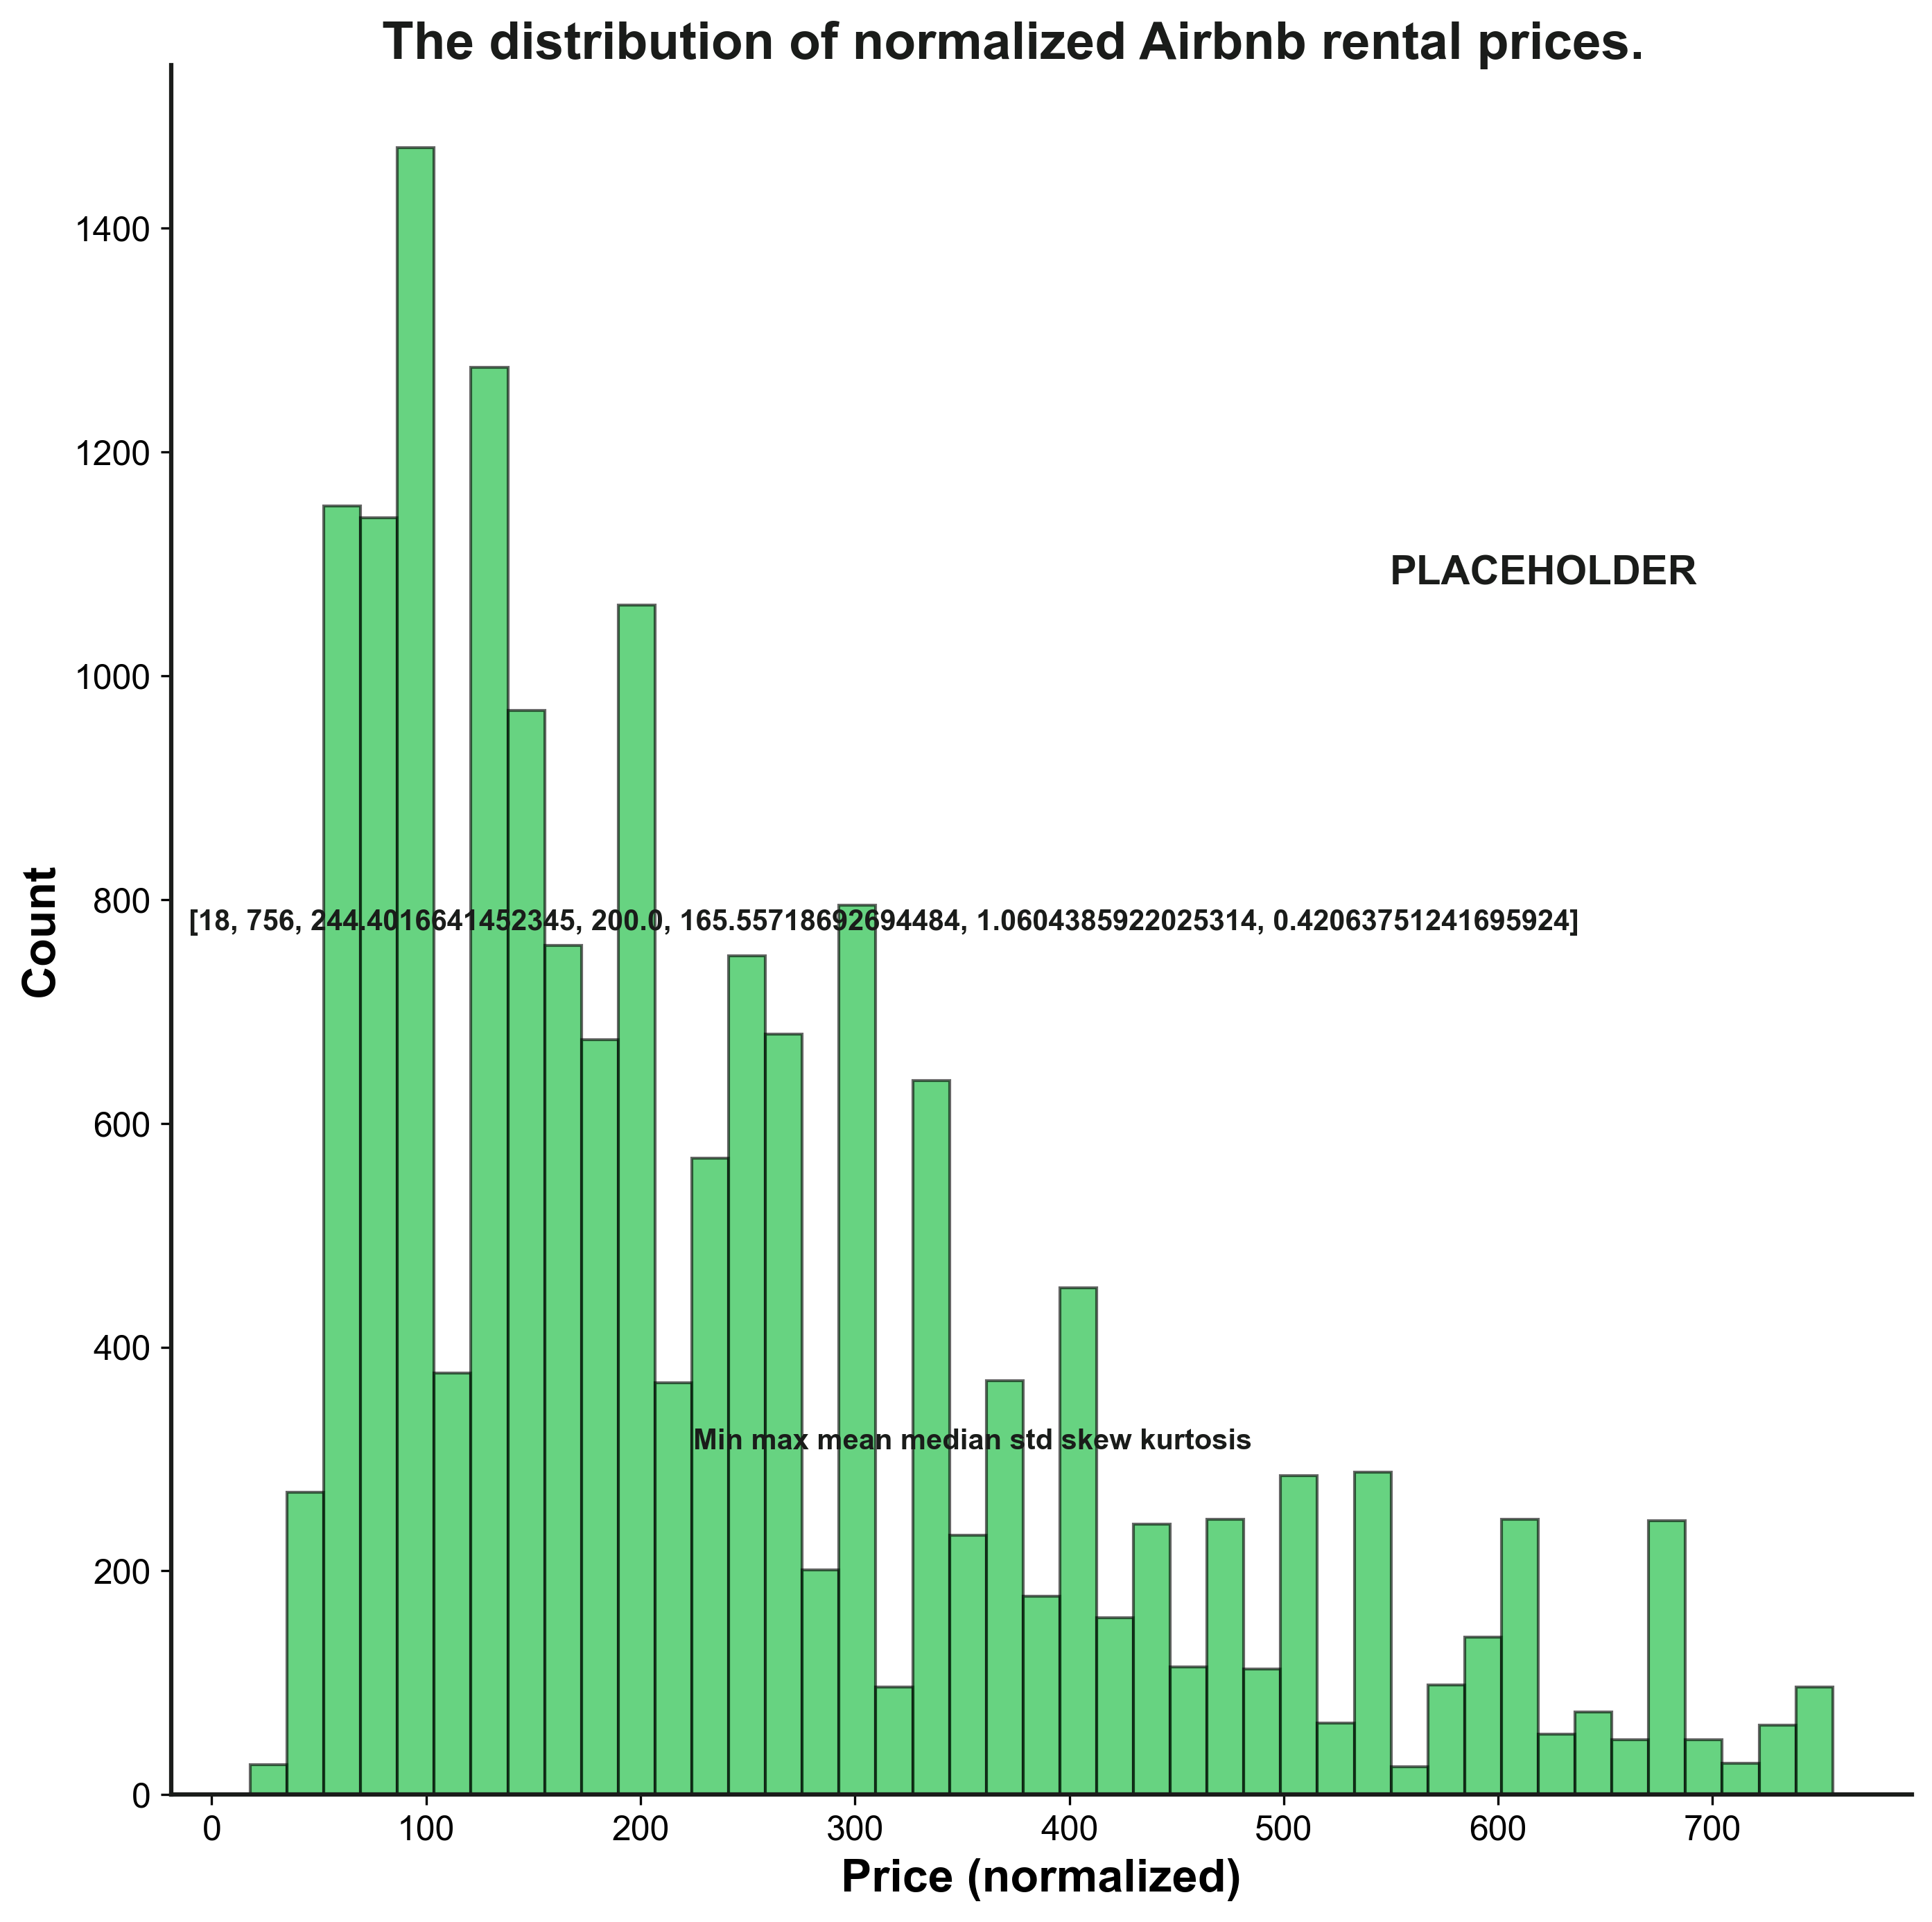 The distribution of normalized Airbnb rental prices.
1400
1200
PLACEHOLDER
1000
800
[18, 756, 244.4016641452345, 200.0, 165.55718692694484, 1.0604385922025314, 0.42063751241695924]
Count
600
400
Min max mean median std skew kurtosis
200
0
0 100 200 300 400 500 600 700
Price (normalized)